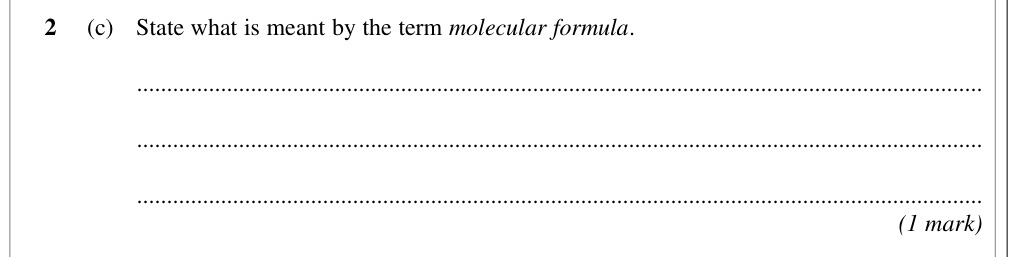 2 (c) State what is meant by the term molecular formula.
(1 mark)